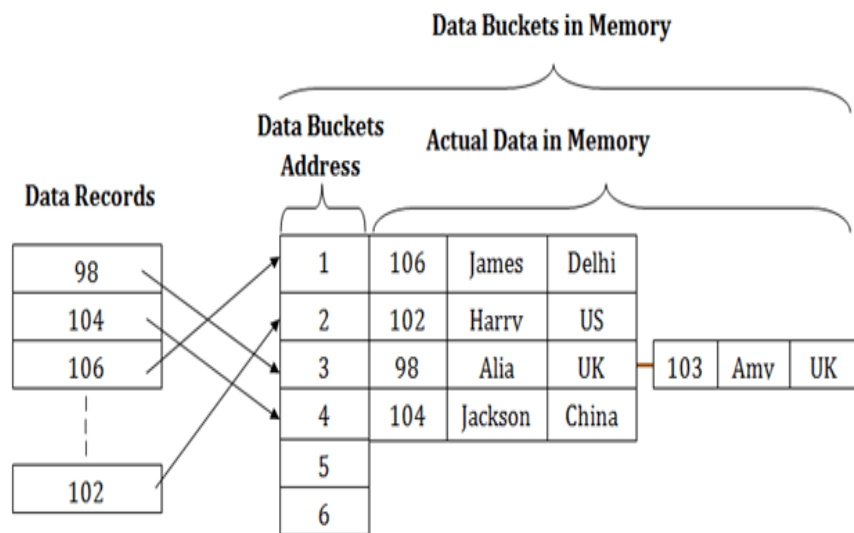 Data Buckets in Memory
Data Buckets
Address
Actual Data in Memory
Data Records
98
104
106
102
1 106 James Delhi
2 102 Harry US
3 98 Alia UK 103 Amy UK
4 104 Jackson China
5
6